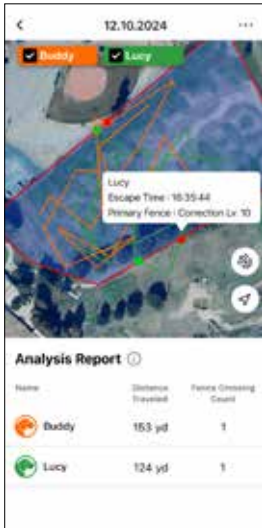 12.10.2024
Buddy
Lucy
Lucy
Escape Time : 16:35:44
Primary Fence : Correction Lv. 10
Analysis Report
Name Distance Traveled Fence Crossing Count
Buddy 153 yd 1
Lucy 124 yd 1